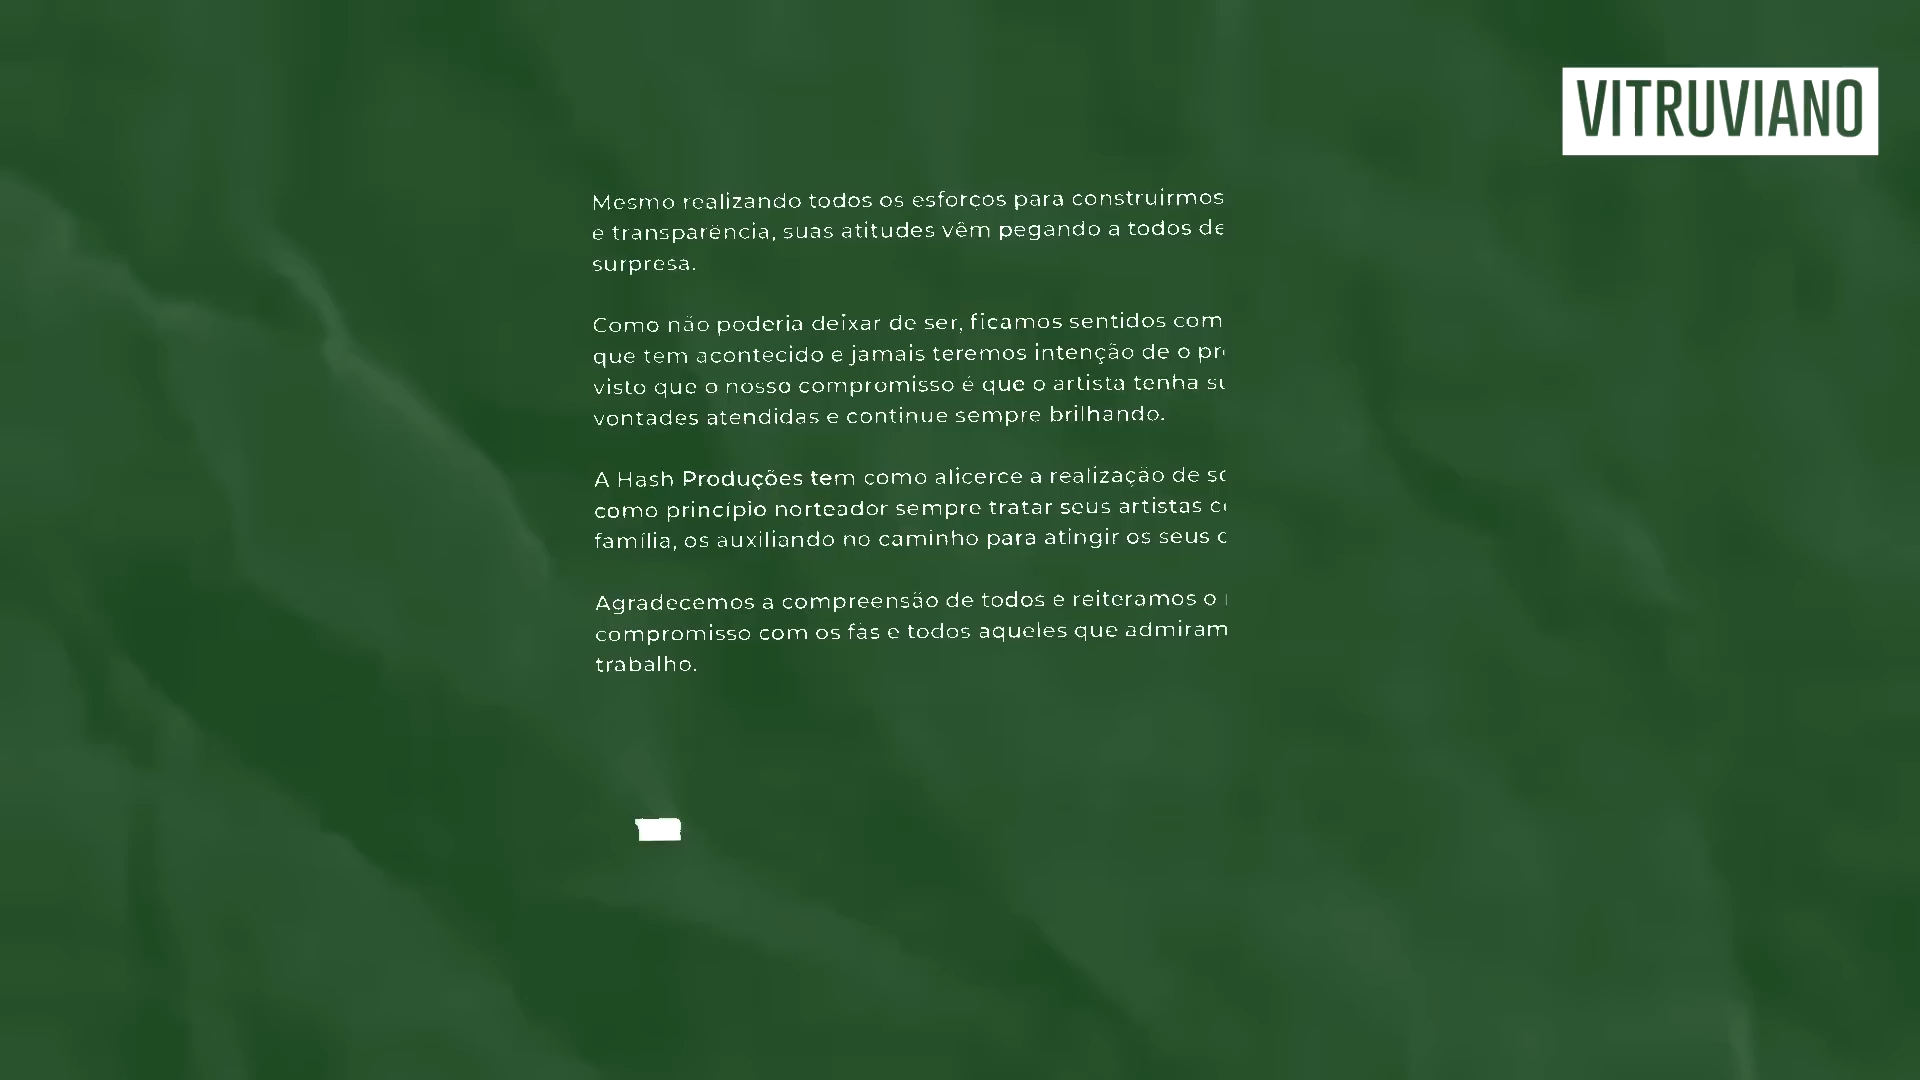 VITRUVIANO
Mesmo realizando todos os esforços para construirmos
e transparência, suas atitudes vêm pegando a todos de
surpresa.
Como não poderia deixar de ser, ficamos sentidos com
que tem acontecido e jamais teremos intenção de o
visto que o nosso compromisso é que o artista tenha
vontades atendidas e continue sempre brilhando.
A Hash Produções tem como alicerce a realização de
como princípio norteador sempre tratar seus artistas
família, os auxiliando no caminho para atingir os seus
Agradecemos a compreensão de todos e reiteramos o
compromisso com os fãs e todos aqueles que admiram
trabalho.